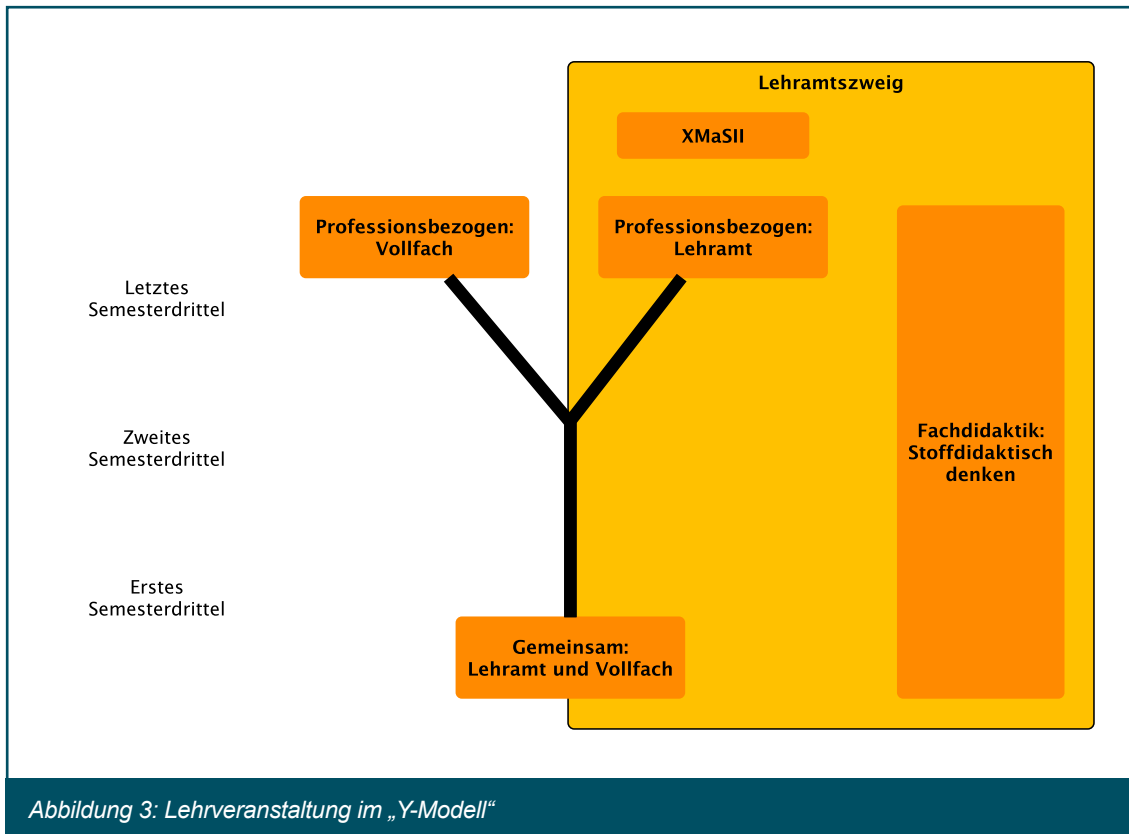 Lehramtszweig
XMaSII
Professionsbezogen:
Vollfach
Professionsbezogen:
Lehramt
Letztes
Semesterdrittel
Zweites
Semesterdrittel
Fachdidaktik:
Stoffdidaktisch
denken
Erstes
Semesterdrittel
Gemeinsam:
Lehramt und Vollfach
Abbildung 3: Lehrveranstaltung im „Y-Modell“